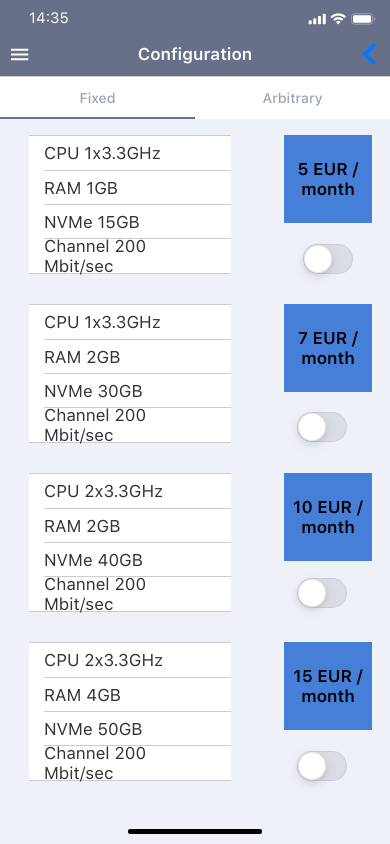 14:35
Configuration
Fixed
Arbitrary
CPU 1x3.3GHz
RAM 1GB
NVMe 15GB
Channel 200
Mbit/sec
5 EUR /
month
CPU 1x3.3GHz
RAM 2GB
NVMe 30GB
Channel 200
Mbit/sec
7 EUR /
month
CPU 2x3.3GHz
RAM 2GB
NVMe 40GB
Channel 200
Mbit/sec
10 EUR /
month
CPU 2x3.3GHz
RAM 4GB
NVMe 50GB
Channel 200
Mbit/sec
15 EUR /
month